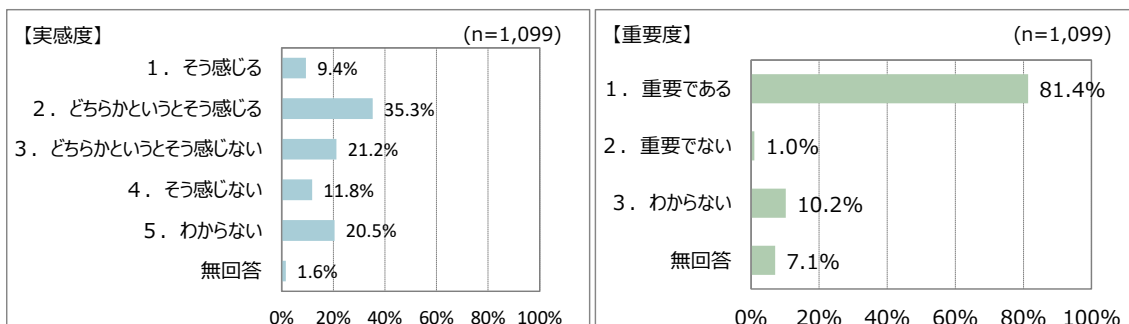 【実感度】 (n=1,099)
1．そう感じる 9.4%
2．どちらかというとそう感じる 35.3%
3．どちらかというとそう感じない 21.2%
4．そう感じない 11.8%
5．わからない 20.5%
無回答 1.6%
0% 20% 40% 60% 80% 100%
【重要度】 (n=1,099)
1．重要である 81.4%
2．重要でない 1.0%
3．わからない 10.2%
無回答 7.1%
0% 20% 40% 60% 80% 100%